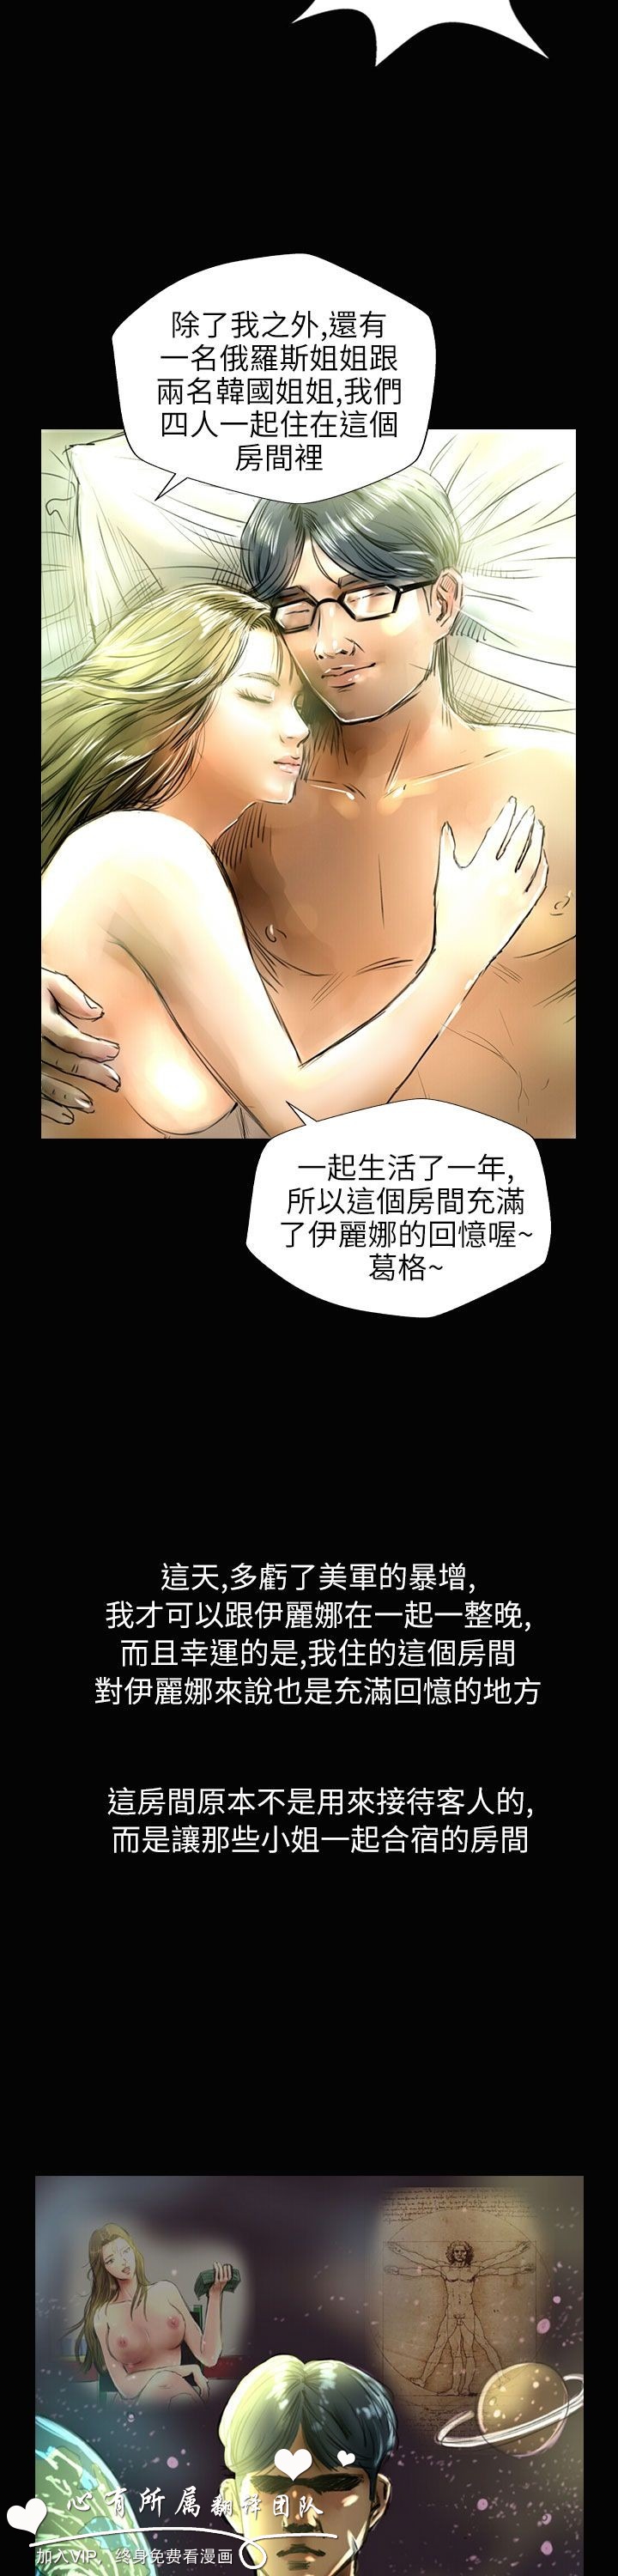 除了我之外,還有
一名俄羅斯姐姐跟
兩名韓國姐姐,我們
四人一起住在這個
房間裡
一起生活了一年,
所以這個房間充滿
了伊麗娜的回憶喔~
葛格~
這天,多虧了美軍的暴增,
我才可以跟伊麗娜在一起一整晚,
而且幸運的是,我住的這個房間
對伊麗娜來說也是充滿回憶的地方
這房間原本不是用來接待客人的,
而是讓那些小姐一起合宿的房間
心有所属翻译团队
加入VIP，终身免费看漫画